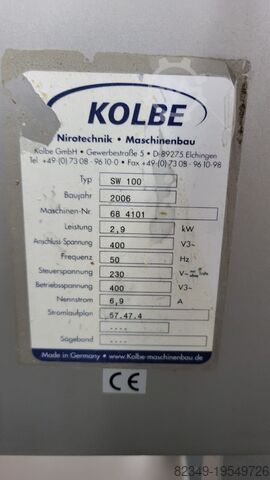 KOLBE
Nirotechnik • Maschinenbau
Kolbe GmbH • Gewerbestraße 5 • D-89275 Elchingen
Tel +49-(0) 73 08 - 96 10-0 • Fax +49-(0) 73 08 - 96 10-98
Typ SW 100
Baujahr 2006
Maschinen-Nr. 68 4101
Leistung 2,9 kW
Anschluss-Spannung 400 V3~
Frequenz 50 Hz
Steuerspannung 230 V~
Betriebsspannung 400 V3~
Nennstrom 6,9 A
Stromlaufplan 67.47.4
----
Sägeband ----
Made in Germany • www.Kolbe-maschinenbau.de
CE
82349-19549726